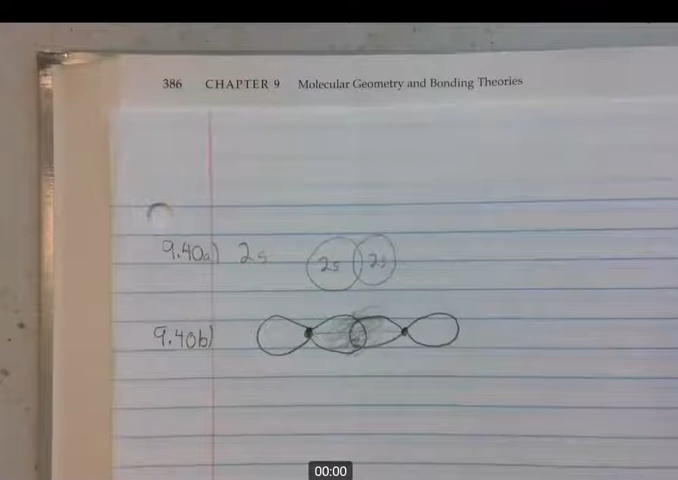 386 CHAPTER 9 Molecular Geometry and Bonding Theories
9.40a) 2s 2s 2s
9.40b)
00:00